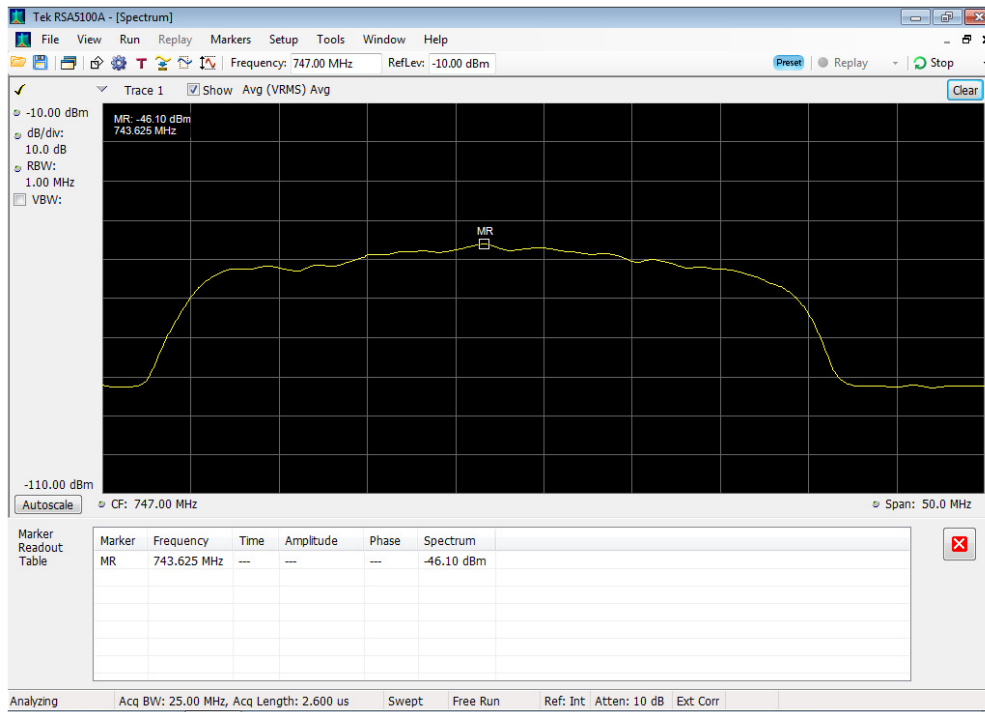 Tek RSA5100A - [Spectrum]
File View Run Replay Markers Setup Tools Window Help
T Frequency: 747.00 MHz RefLev: -10.00 dBm Preset Replay Stop
Trace 1 Show Avg (VRMS) Avg Clear
-10.00 dBm
dB/div:
10.0 dB
RBW:
1.00 MHz
VBW:
MR: -46.10 dBm
743.625 MHz
MR
-110.00 dBm
Autoscale CF: 747.00 MHz Span: 50.0 MHz
Marker Readout Table
Marker Frequency Time Amplitude Phase Spectrum
MR 743.625 MHz --- --- --- -46.10 dBm
Analyzing Acq BW: 25.00 MHz, Acq Length: 2.600 us Swept Free Run Ref: Int Atten: 10 dB Ext Corr